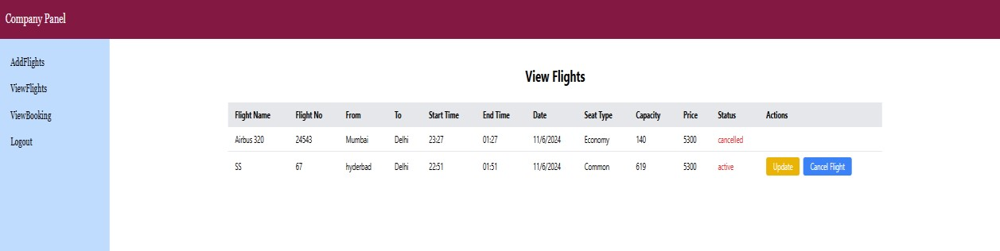 Company Panel
AddFlights
ViewFlights
ViewBooking
Logout
View Flights
Flight Name Flight No From To Start Time End Time Date Seat Type Capacity Price Status Actions
Airbus 320 24543 Mumbai Delhi 23:27 01:27 11/6/2024 Economy 140 5300 cancelled
SS 67 hyderbad Delhi 22:51 01:51 11/6/2024 Common 619 5300 active Update Cancel Flight